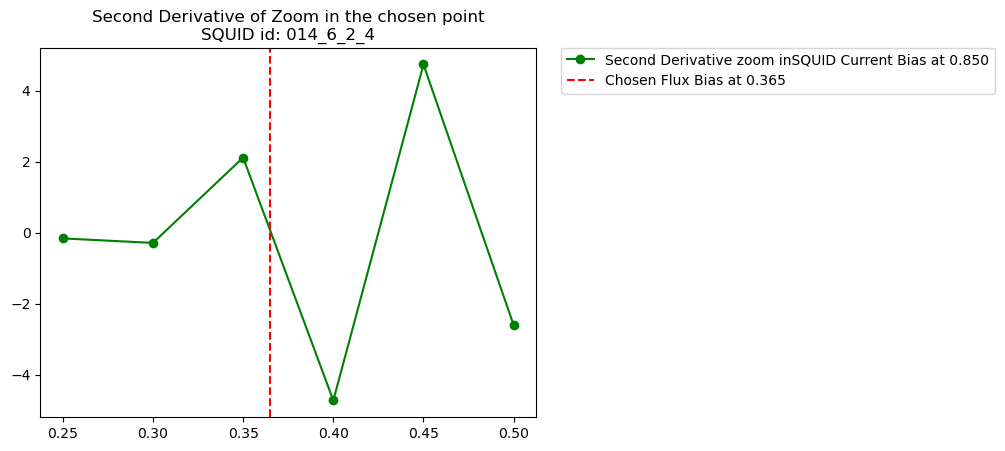 Second Derivative of Zoom in the chosen point
SQUID id: 014_6_2_4
Second Derivative zoom inSQUID Current Bias at 0.850
Chosen Flux Bias at 0.365
4
2
0
−2
−4
0.25 0.30 0.35 0.40 0.45 0.50